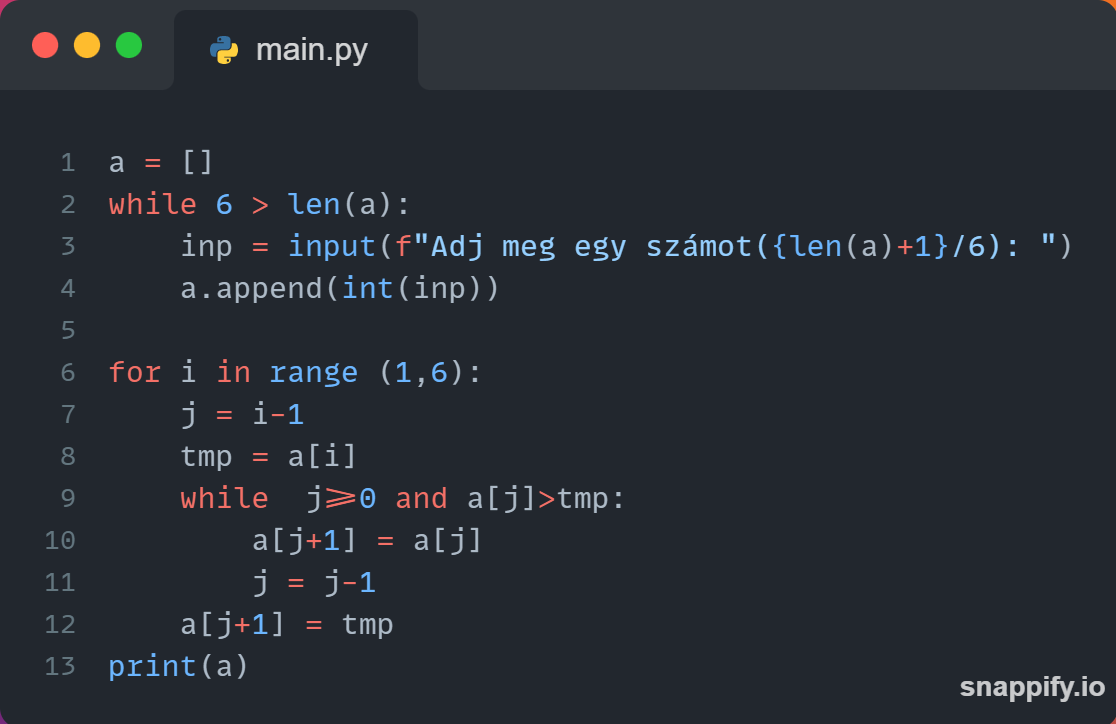 main.py
1 a = []
2 while 6 > len(a):
3     inp = input(f"Adj meg egy számot({len(a)+1}/6): ")
4     a.append(int(inp))
5
6 for i in range (1,6):
7     j = i-1
8     tmp = a[i]
9     while  j>=0 and a[j]>tmp:
10         a[j+1] = a[j]
11         j = j-1
12     a[j+1] = tmp
13 print(a)
snappify.io